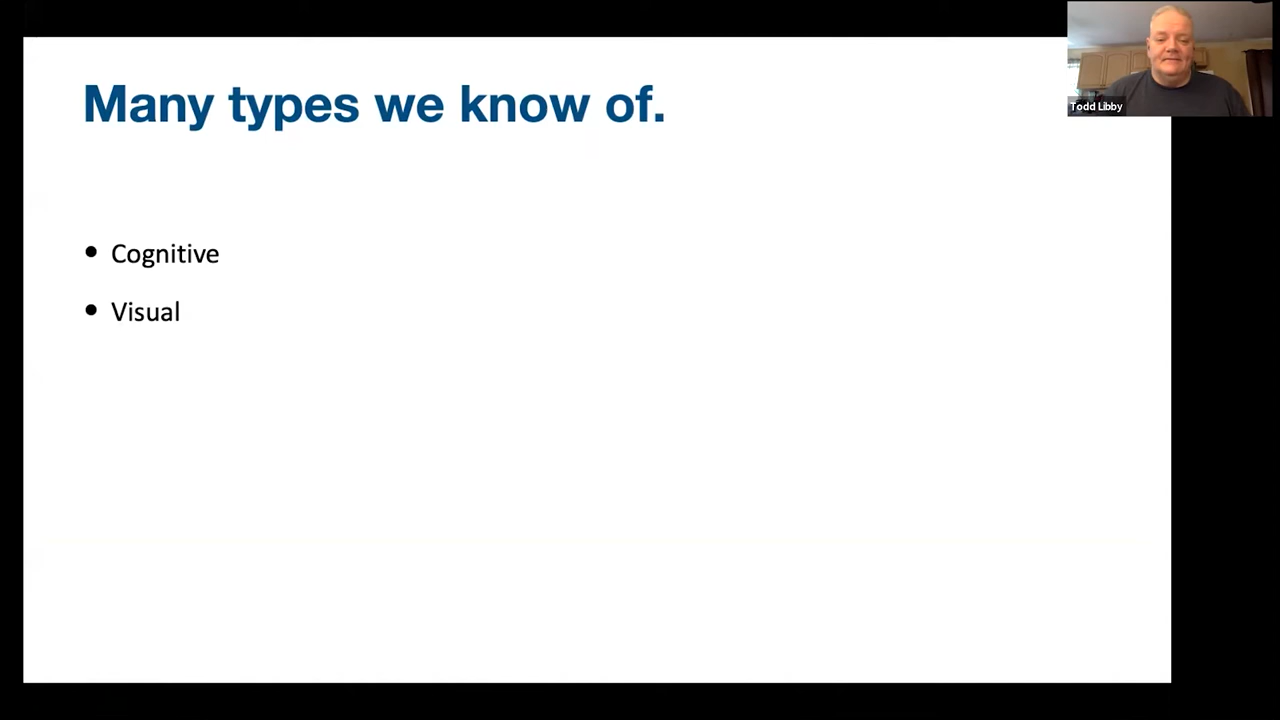 Many types we know of.
Todd Libby
• Cognitive
• Visual